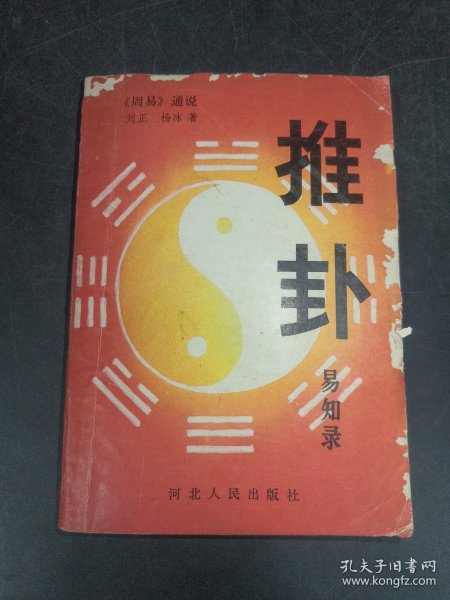 《周易》通说
刘正 杨冰著
推卦
易知录
河北人民出版社
孔夫子旧书网
www.kongfz.com